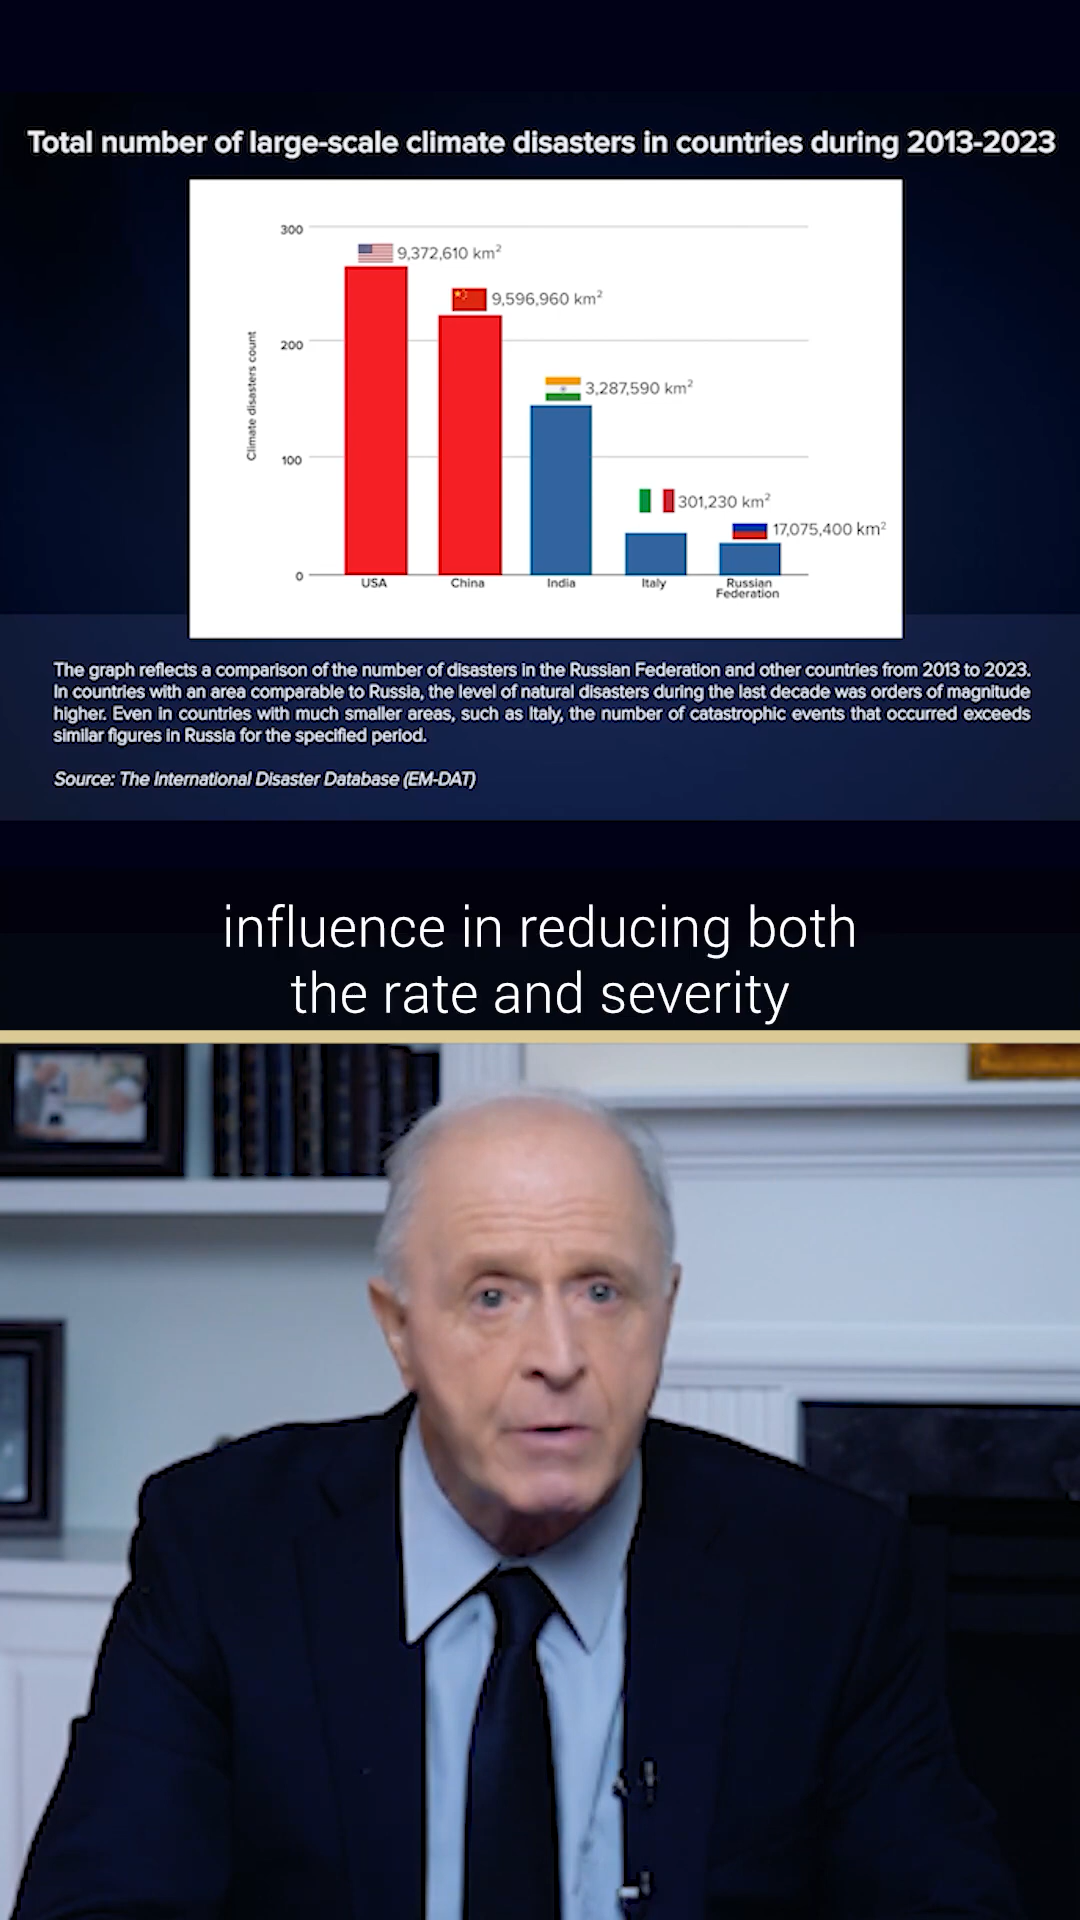 Total number of large-scale climate disasters in countries during 2013-2023
300
9,372,610 km²
9,596,960 km²
200
3,287,590 km²
Climate disasters count
100
301,230 km²
17,075,400 km²
0
USA China India Italy Russian
Federation
The graph reflects a comparison of the number of disasters in the Russian Federation and other countries from 2013 to 2023.
In countries with an area comparable to Russia, the level of natural disasters during the last decade was orders of magnitude
higher. Even in countries with much smaller areas, such as Italy, the number of catastrophic events that occurred exceeds
similar figures in Russia for the specified period.
Source: The International Disaster Database (EM-DAT)
influence in reducing both
the rate and severity